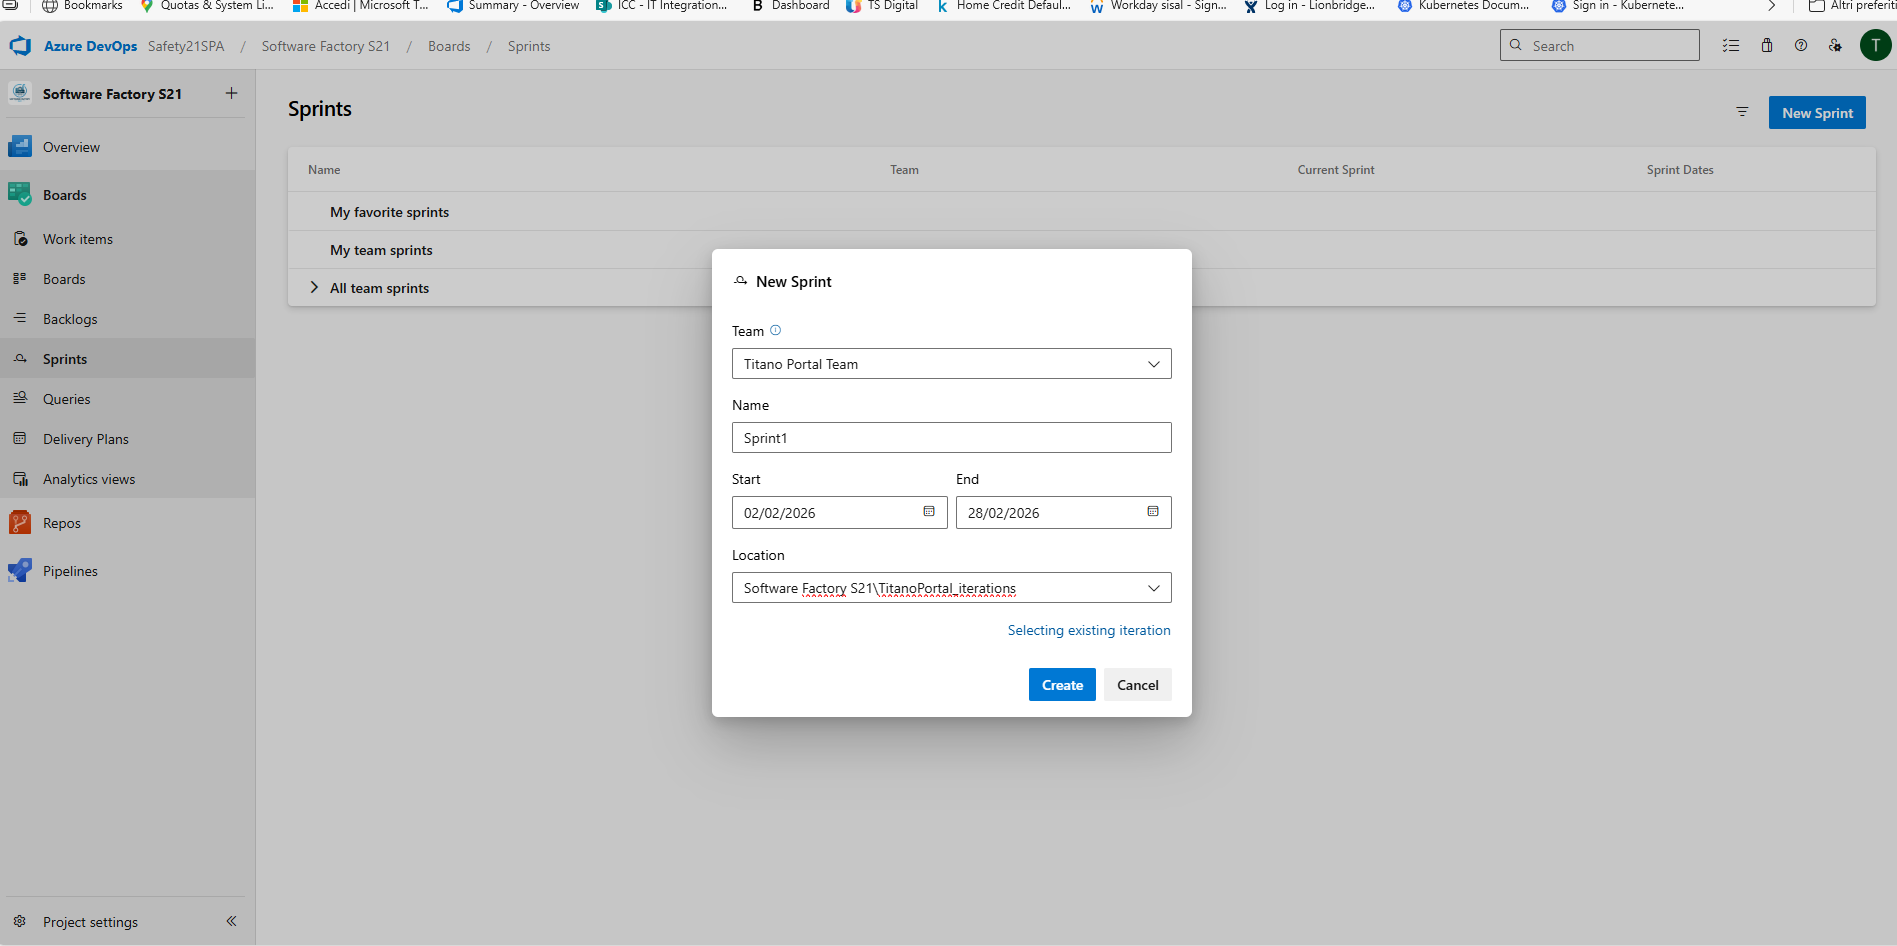 Bookmarks
Quotas & System Li...
Accedi | Microsoft T...
Summary - Overview
ICC - IT Integration...
Dashboard
TS Digital
Home Credit Defaul...
Workday sisal - Sign...
Log in - Lionbridge...
Kubernetes Docum...
Sign in - Kubernete...
Altri preferiti
Azure DevOps Safety21SPA / Software Factory S21 / Boards / Sprints
Search
T
Software Factory S21
Overview
Boards
Work items
Boards
Backlogs
Sprints
Queries
Delivery Plans
Analytics views
Repos
Pipelines
Project settings
Sprints
New Sprint
Name Team Current Sprint Sprint Dates
My favorite sprints
My team sprints
All team sprints
New Sprint
Team
Titano Portal Team
Name
Sprint1
Start End
02/02/2026 28/02/2026
Location
Software Factory S21\TitanoPortal_iterations
Selecting existing iteration
Create Cancel